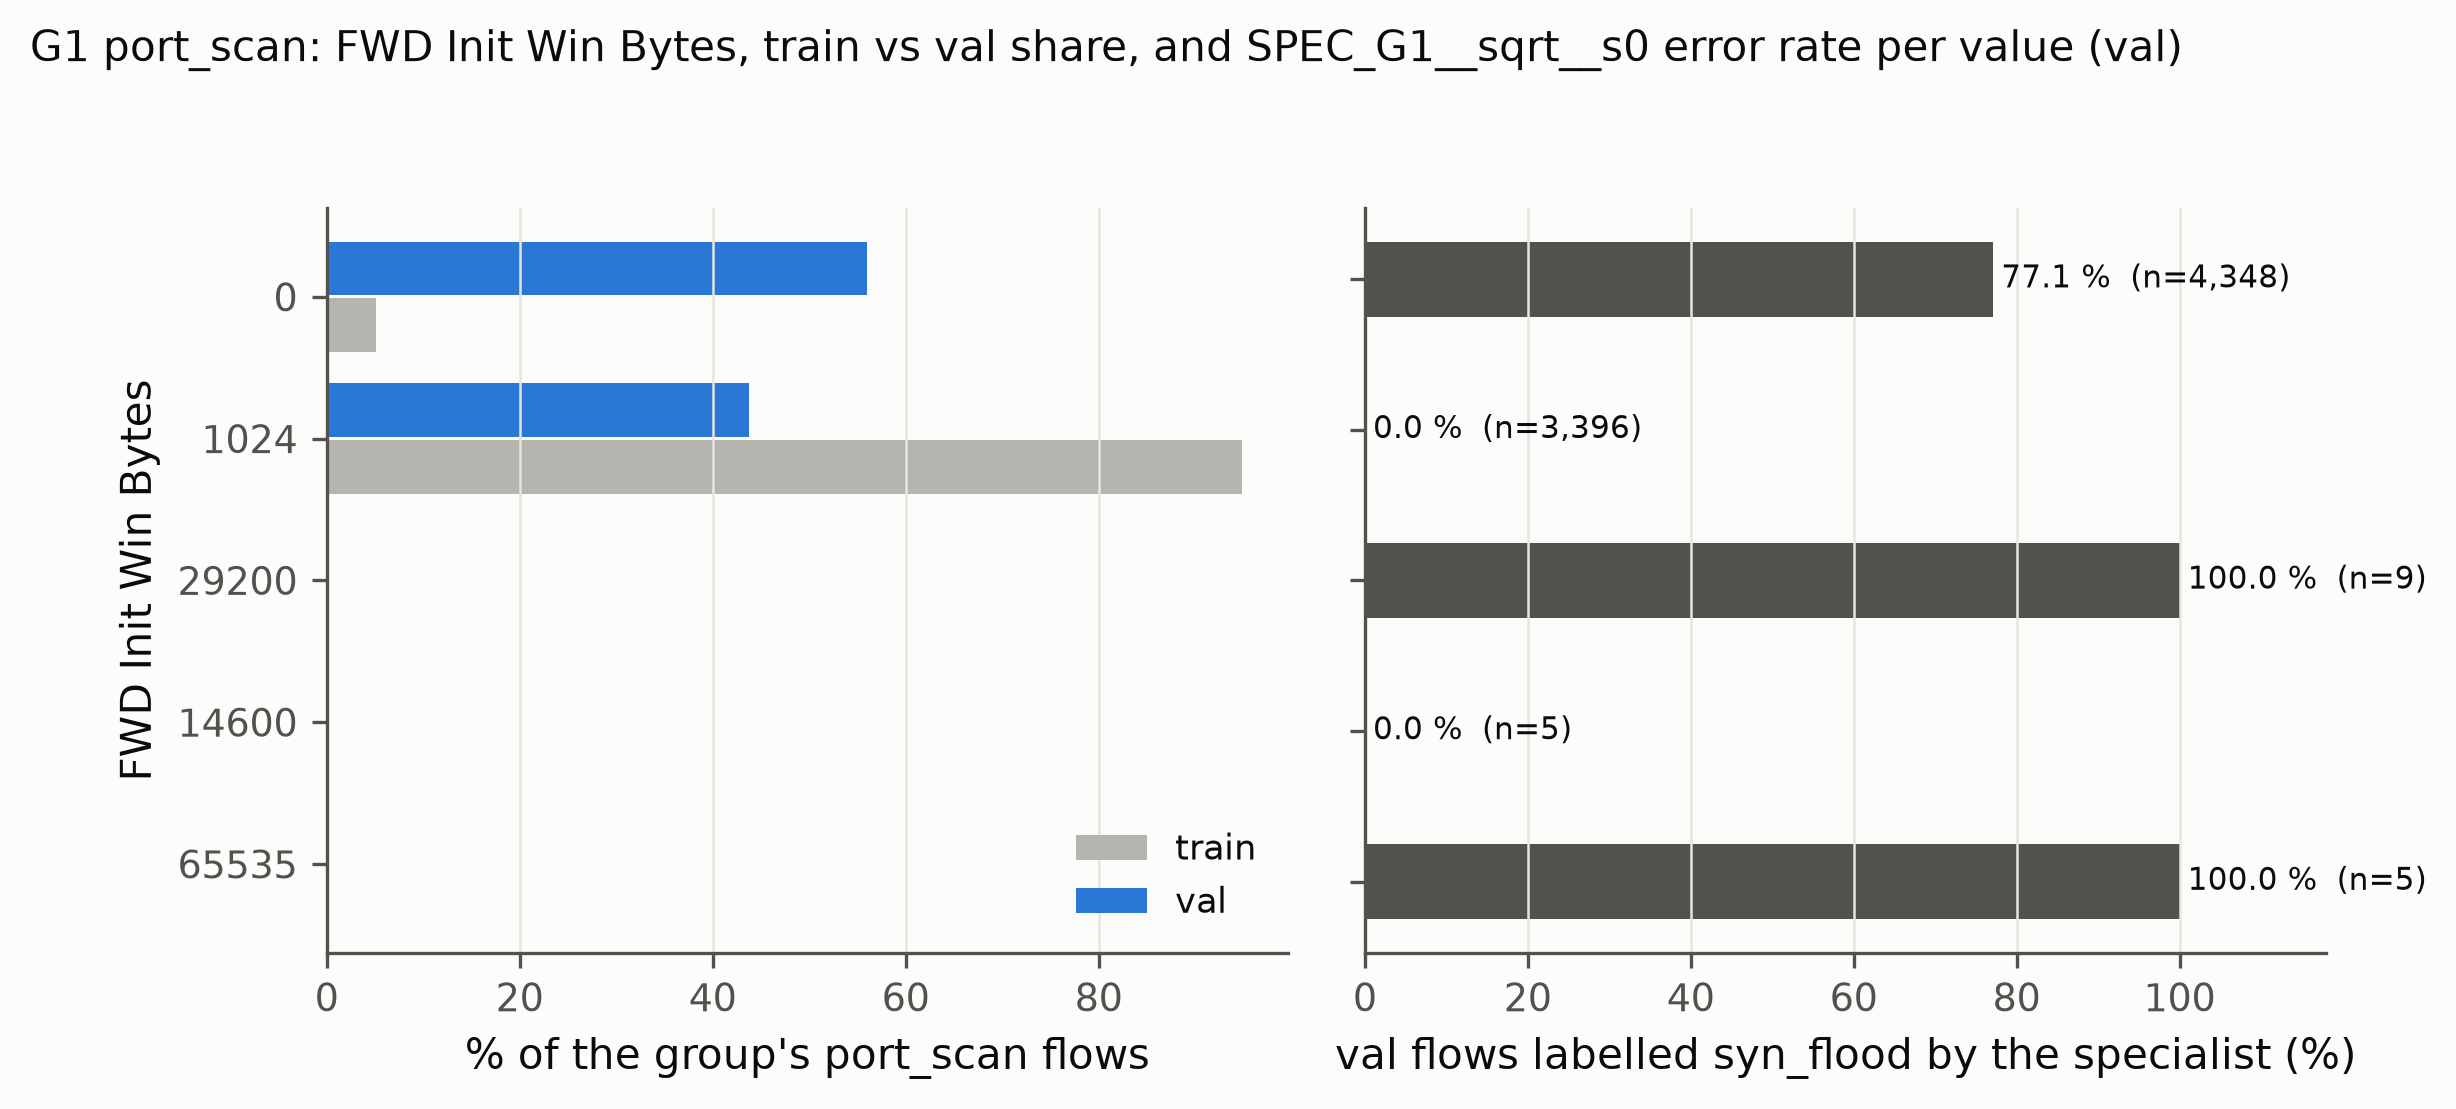 G1 port_scan: FWD Init Win Bytes, train vs val share, and SPEC_G1__sqrt__s0 error rate per value (val)
FWD Init Win Bytes
0
1024
29200
14600
65535
train
val
0 20 40 60 80
% of the group's port_scan flows
77.1 % (n=4,348)
0.0 % (n=3,396)
100.0 % (n=9)
0.0 % (n=5)
100.0 % (n=5)
0 20 40 60 80 100
val flows labelled syn_flood by the specialist (%)